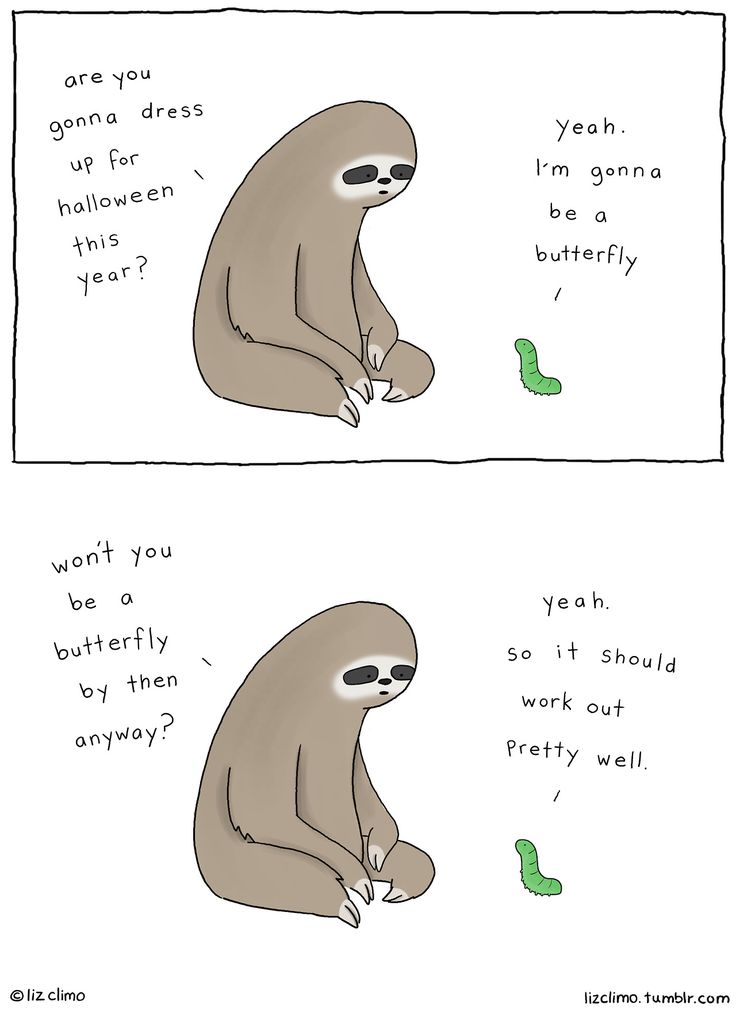 are you
gonna dress
up for
halloween
this
year?
yeah.
I'm gonna
be a
butterfly
won't you
be a
butterfly
by then
anyway?
yeah.
so it should
work out
pretty well.
© liz climo
lizclimo.tumblr.com